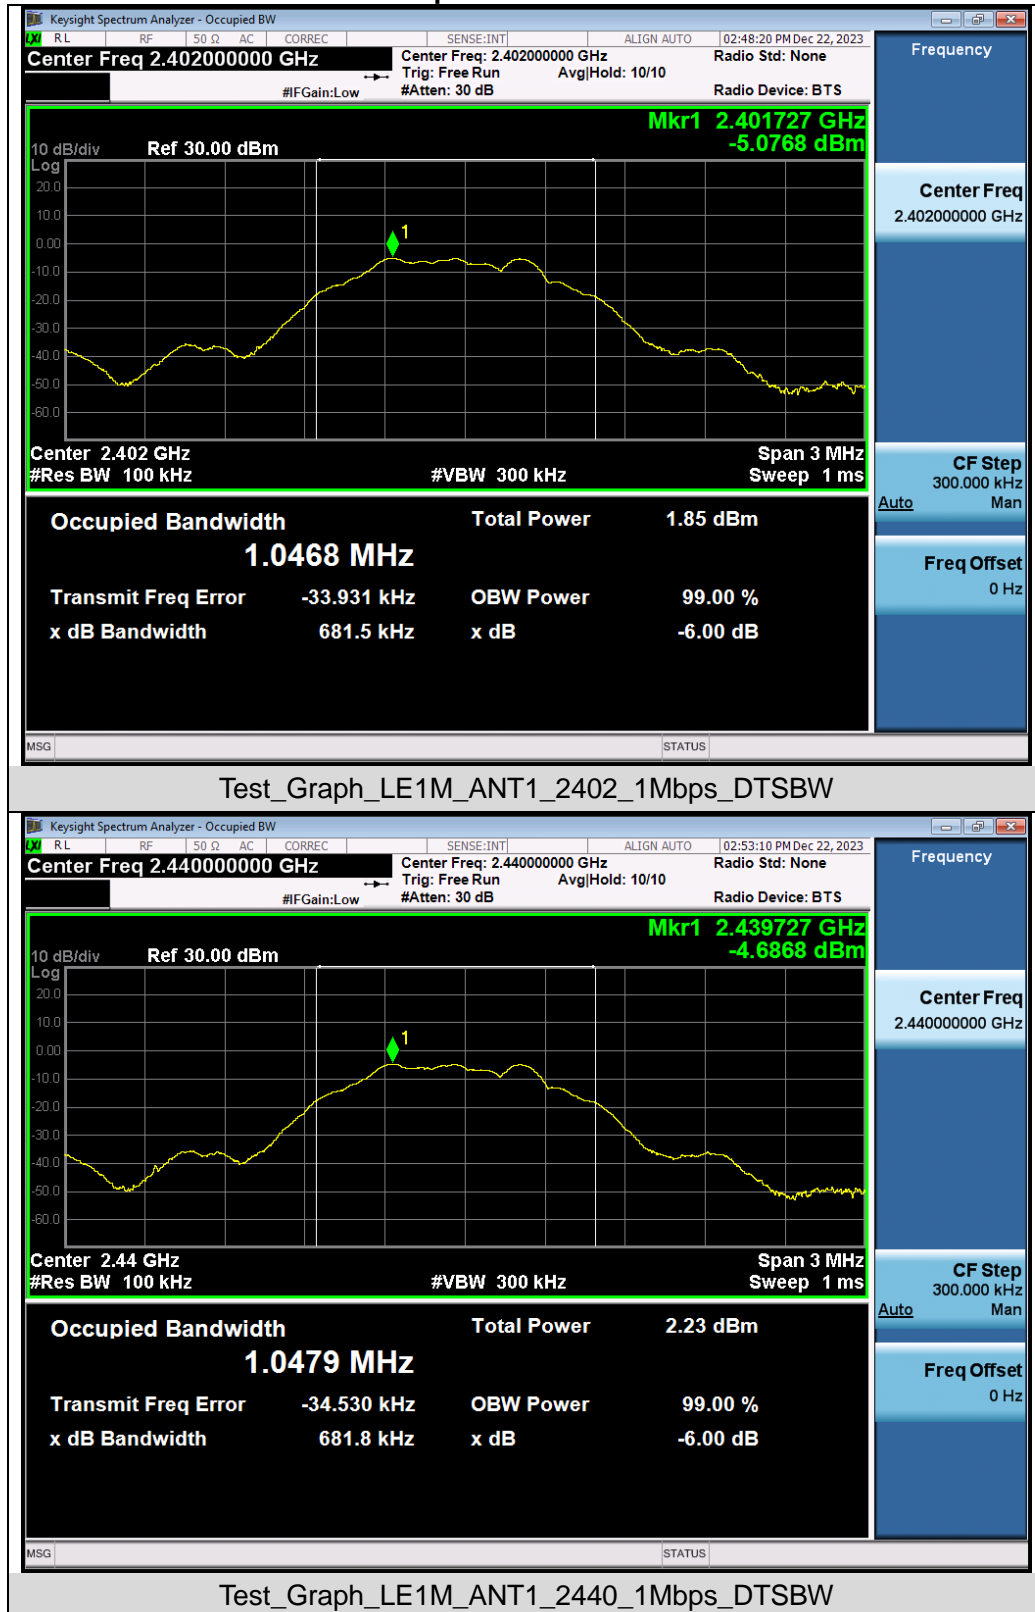 Keysight Spectrum Analyzer - Occupied BW
LXI RL RF 50 Ω AC CORREC SENSE:INT ALIGN AUTO 02:48:20 PM Dec 22, 2023
Center Freq 2.402000000 GHz Center Freq: 2.402000000 GHz Radio Std: None
Trig: Free Run Avg|Hold: 10/10
#IFGain:Low #Atten: 30 dB Radio Device: BTS
Frequency
Mkr1 2.401727 GHz
-5.0768 dBm
10 dB/div Ref 30.00 dBm
Log
20.0
10.0
0.00
-10.0
-20.0
-30.0
-40.0
-50.0
-60.0
1
Center 2.402 GHz Span 3 MHz
#Res BW 100 kHz #VBW 300 kHz Sweep 1 ms
Center Freq
2.402000000 GHz
CF Step
300.000 kHz
Auto Man
Freq Offset
0 Hz
Occupied Bandwidth Total Power 1.85 dBm
1.0468 MHz
Transmit Freq Error -33.931 kHz OBW Power 99.00 %
x dB Bandwidth 681.5 kHz x dB -6.00 dB
MSG STATUS
Test_Graph_LE1M_ANT1_2402_1Mbps_DTSBW
Keysight Spectrum Analyzer - Occupied BW
LXI RL RF 50 Ω AC CORREC SENSE:INT ALIGN AUTO 02:53:10 PM Dec 22, 2023
Center Freq 2.440000000 GHz Center Freq: 2.440000000 GHz Radio Std: None
Trig: Free Run Avg|Hold: 10/10
#IFGain:Low #Atten: 30 dB Radio Device: BTS
Frequency
Mkr1 2.439727 GHz
-4.6868 dBm
10 dB/div Ref 30.00 dBm
Log
20.0
10.0
0.00
-10.0
-20.0
-30.0
-40.0
-50.0
-60.0
1
Center 2.44 GHz Span 3 MHz
#Res BW 100 kHz #VBW 300 kHz Sweep 1 ms
Center Freq
2.440000000 GHz
CF Step
300.000 kHz
Auto Man
Freq Offset
0 Hz
Occupied Bandwidth Total Power 2.23 dBm
1.0479 MHz
Transmit Freq Error -34.530 kHz OBW Power 99.00 %
x dB Bandwidth 681.8 kHz x dB -6.00 dB
MSG STATUS
Test_Graph_LE1M_ANT1_2440_1Mbps_DTSBW